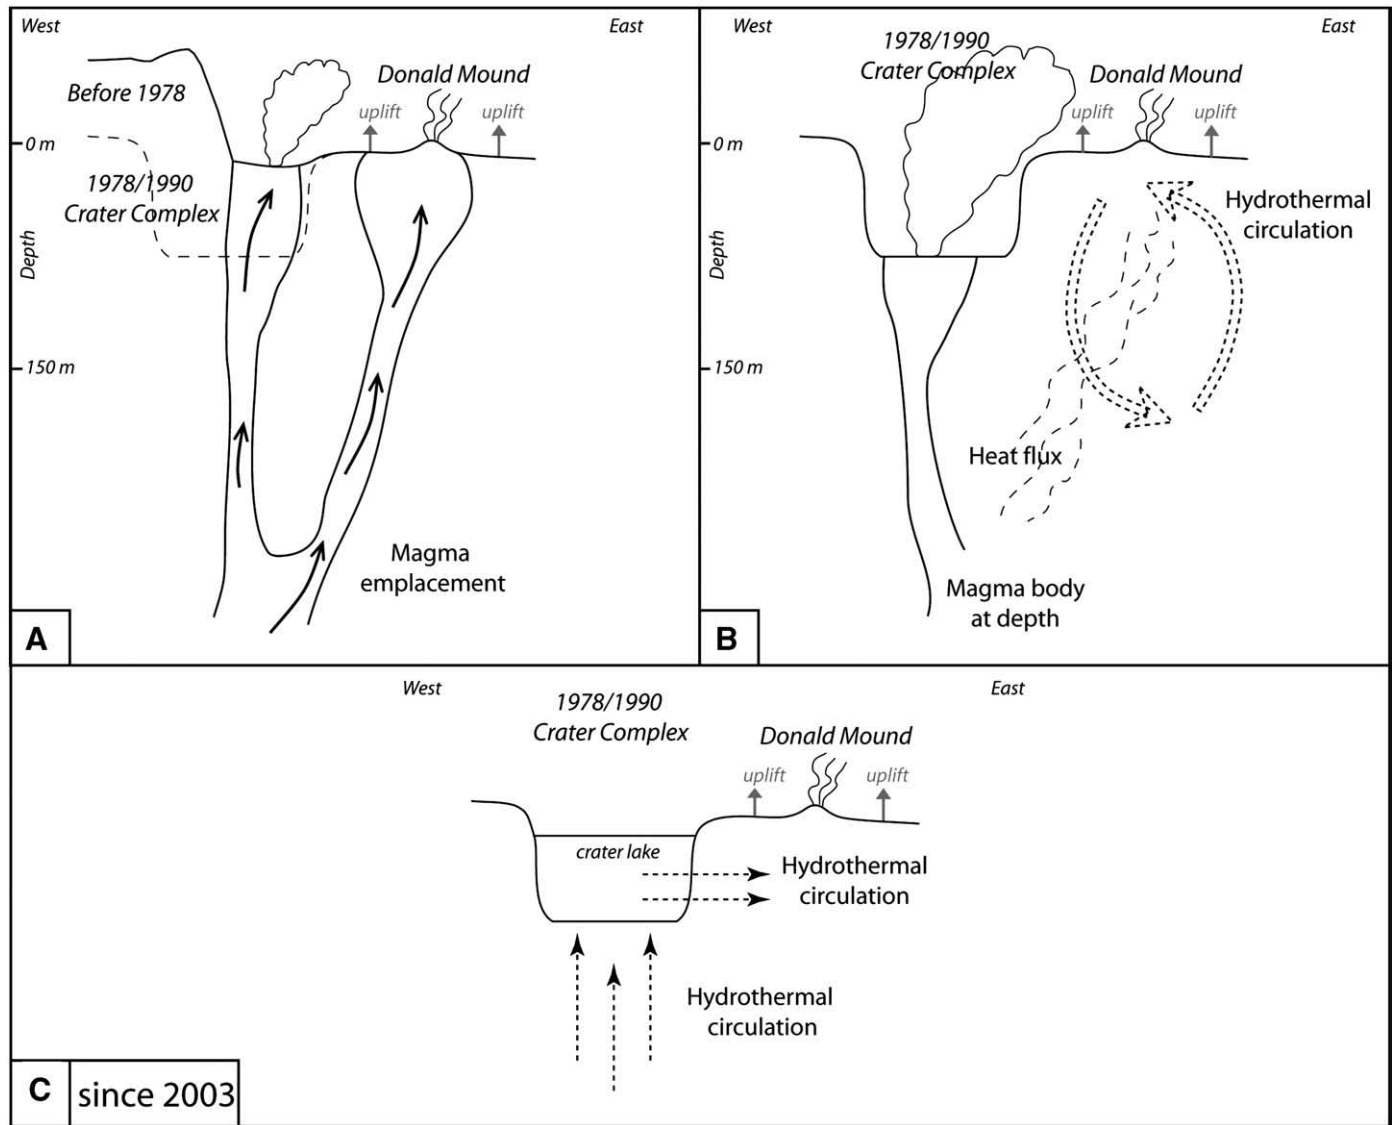 West
East
Before 1978
Donald Mound
uplift
uplift
0 m
1978/1990
Crater Complex
Depth
150 m
Magma
emplacement
A
West
East
1978/1990
Crater Complex
Donald Mound
uplift
uplift
0 m
Hydrothermal
circulation
Depth
150 m
Heat flux
Magma body
at depth
B
West
East
1978/1990
Crater Complex
Donald Mound
uplift
uplift
crater lake
Hydrothermal
circulation
Hydrothermal
circulation
C since 2003